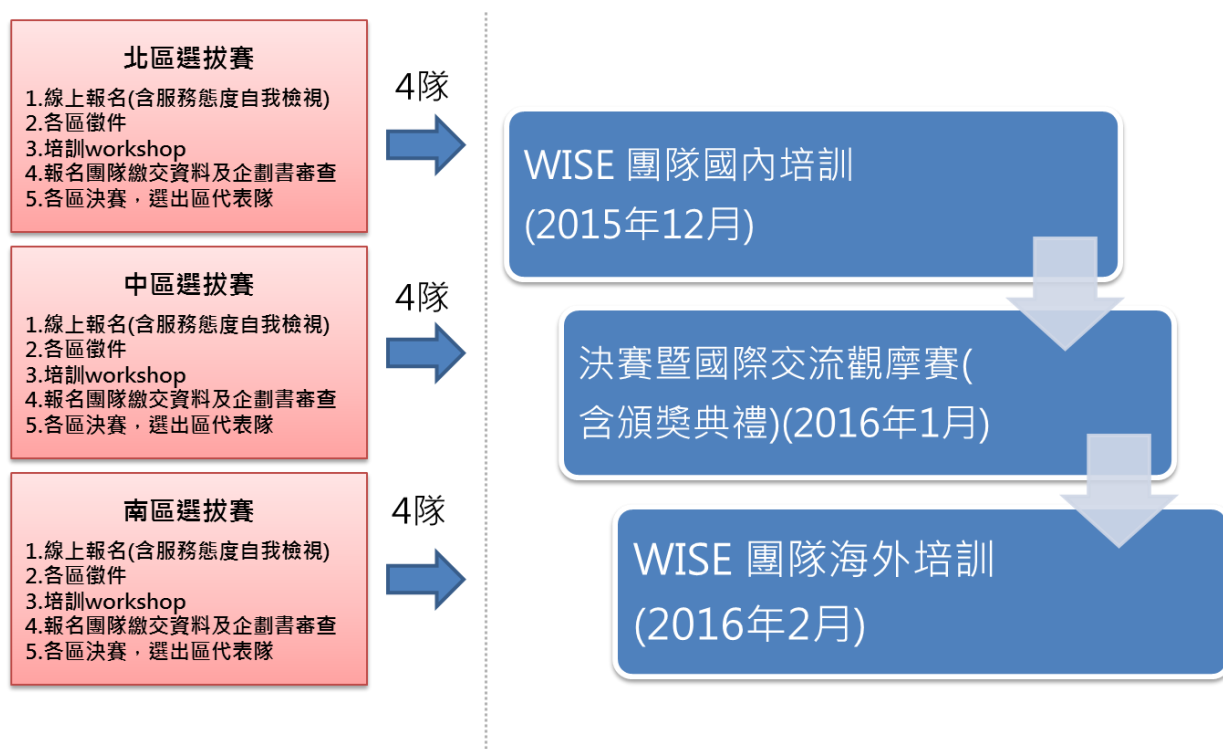 北區選拔賽
1.線上報名(含服務態度自我檢視)
2.各區徵件
3.培訓workshop
4.報名團隊繳交資料及企劃書審查
5.各區決賽，選出區代表隊
4隊
中區選拔賽
1.線上報名(含服務態度自我檢視)
2.各區徵件
3.培訓workshop
4.報名團隊繳交資料及企劃書審查
5.各區決賽，選出區代表隊
4隊
南區選拔賽
1.線上報名(含服務態度自我檢視)
2.各區徵件
3.培訓workshop
4.報名團隊繳交資料及企劃書審查
5.各區決賽，選出區代表隊
4隊
WISE 團隊國內培訓
(2015年12月)
決賽暨國際交流觀摩賽(
含頒獎典禮)(2016年1月)
WISE 團隊海外培訓
(2016年2月)